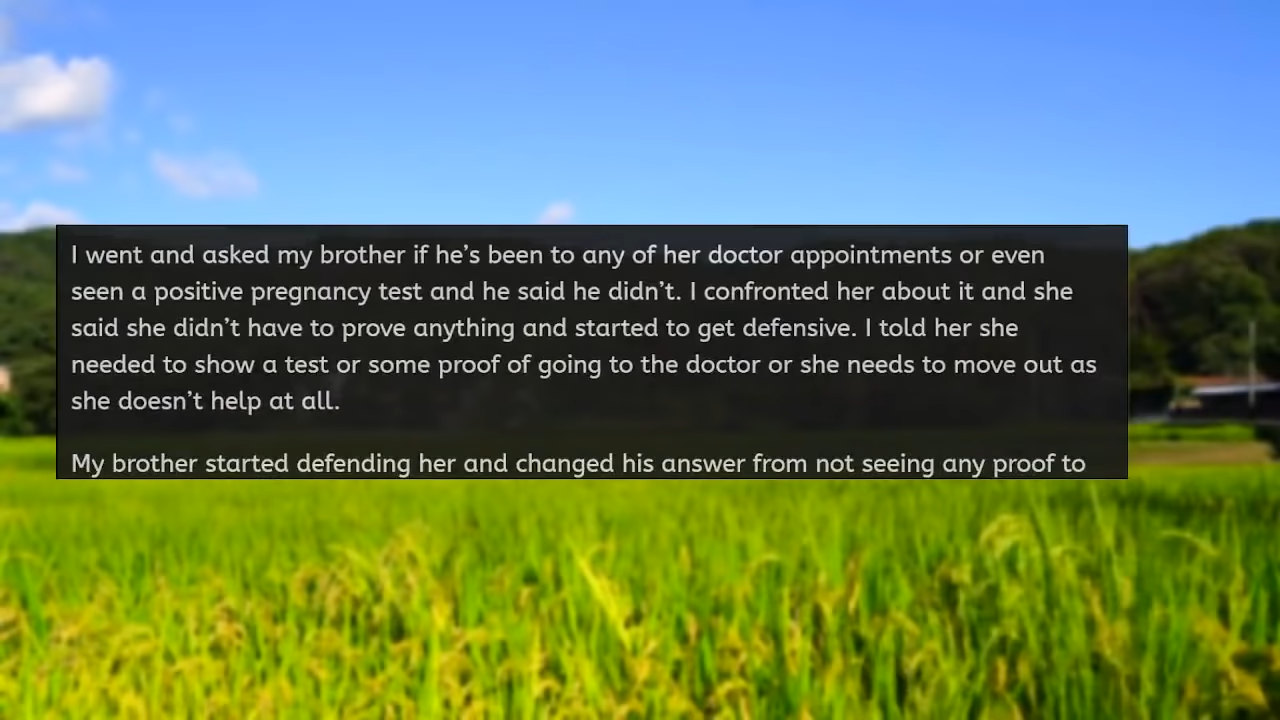 I went and asked my brother if he’s been to any of her doctor appointments or even
seen a positive pregnancy test and he said he didn’t. I confronted her about it and she
said she didn’t have to prove anything and started to get defensive. I told her she
needed to show a test or some proof of going to the doctor or she needs to move out as
she doesn’t help at all.
My brother started defending her and changed his answer from not seeing any proof to